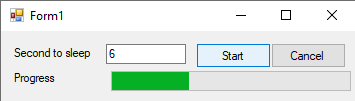 Form1
Second to sleep 6 Start Cancel
Progress